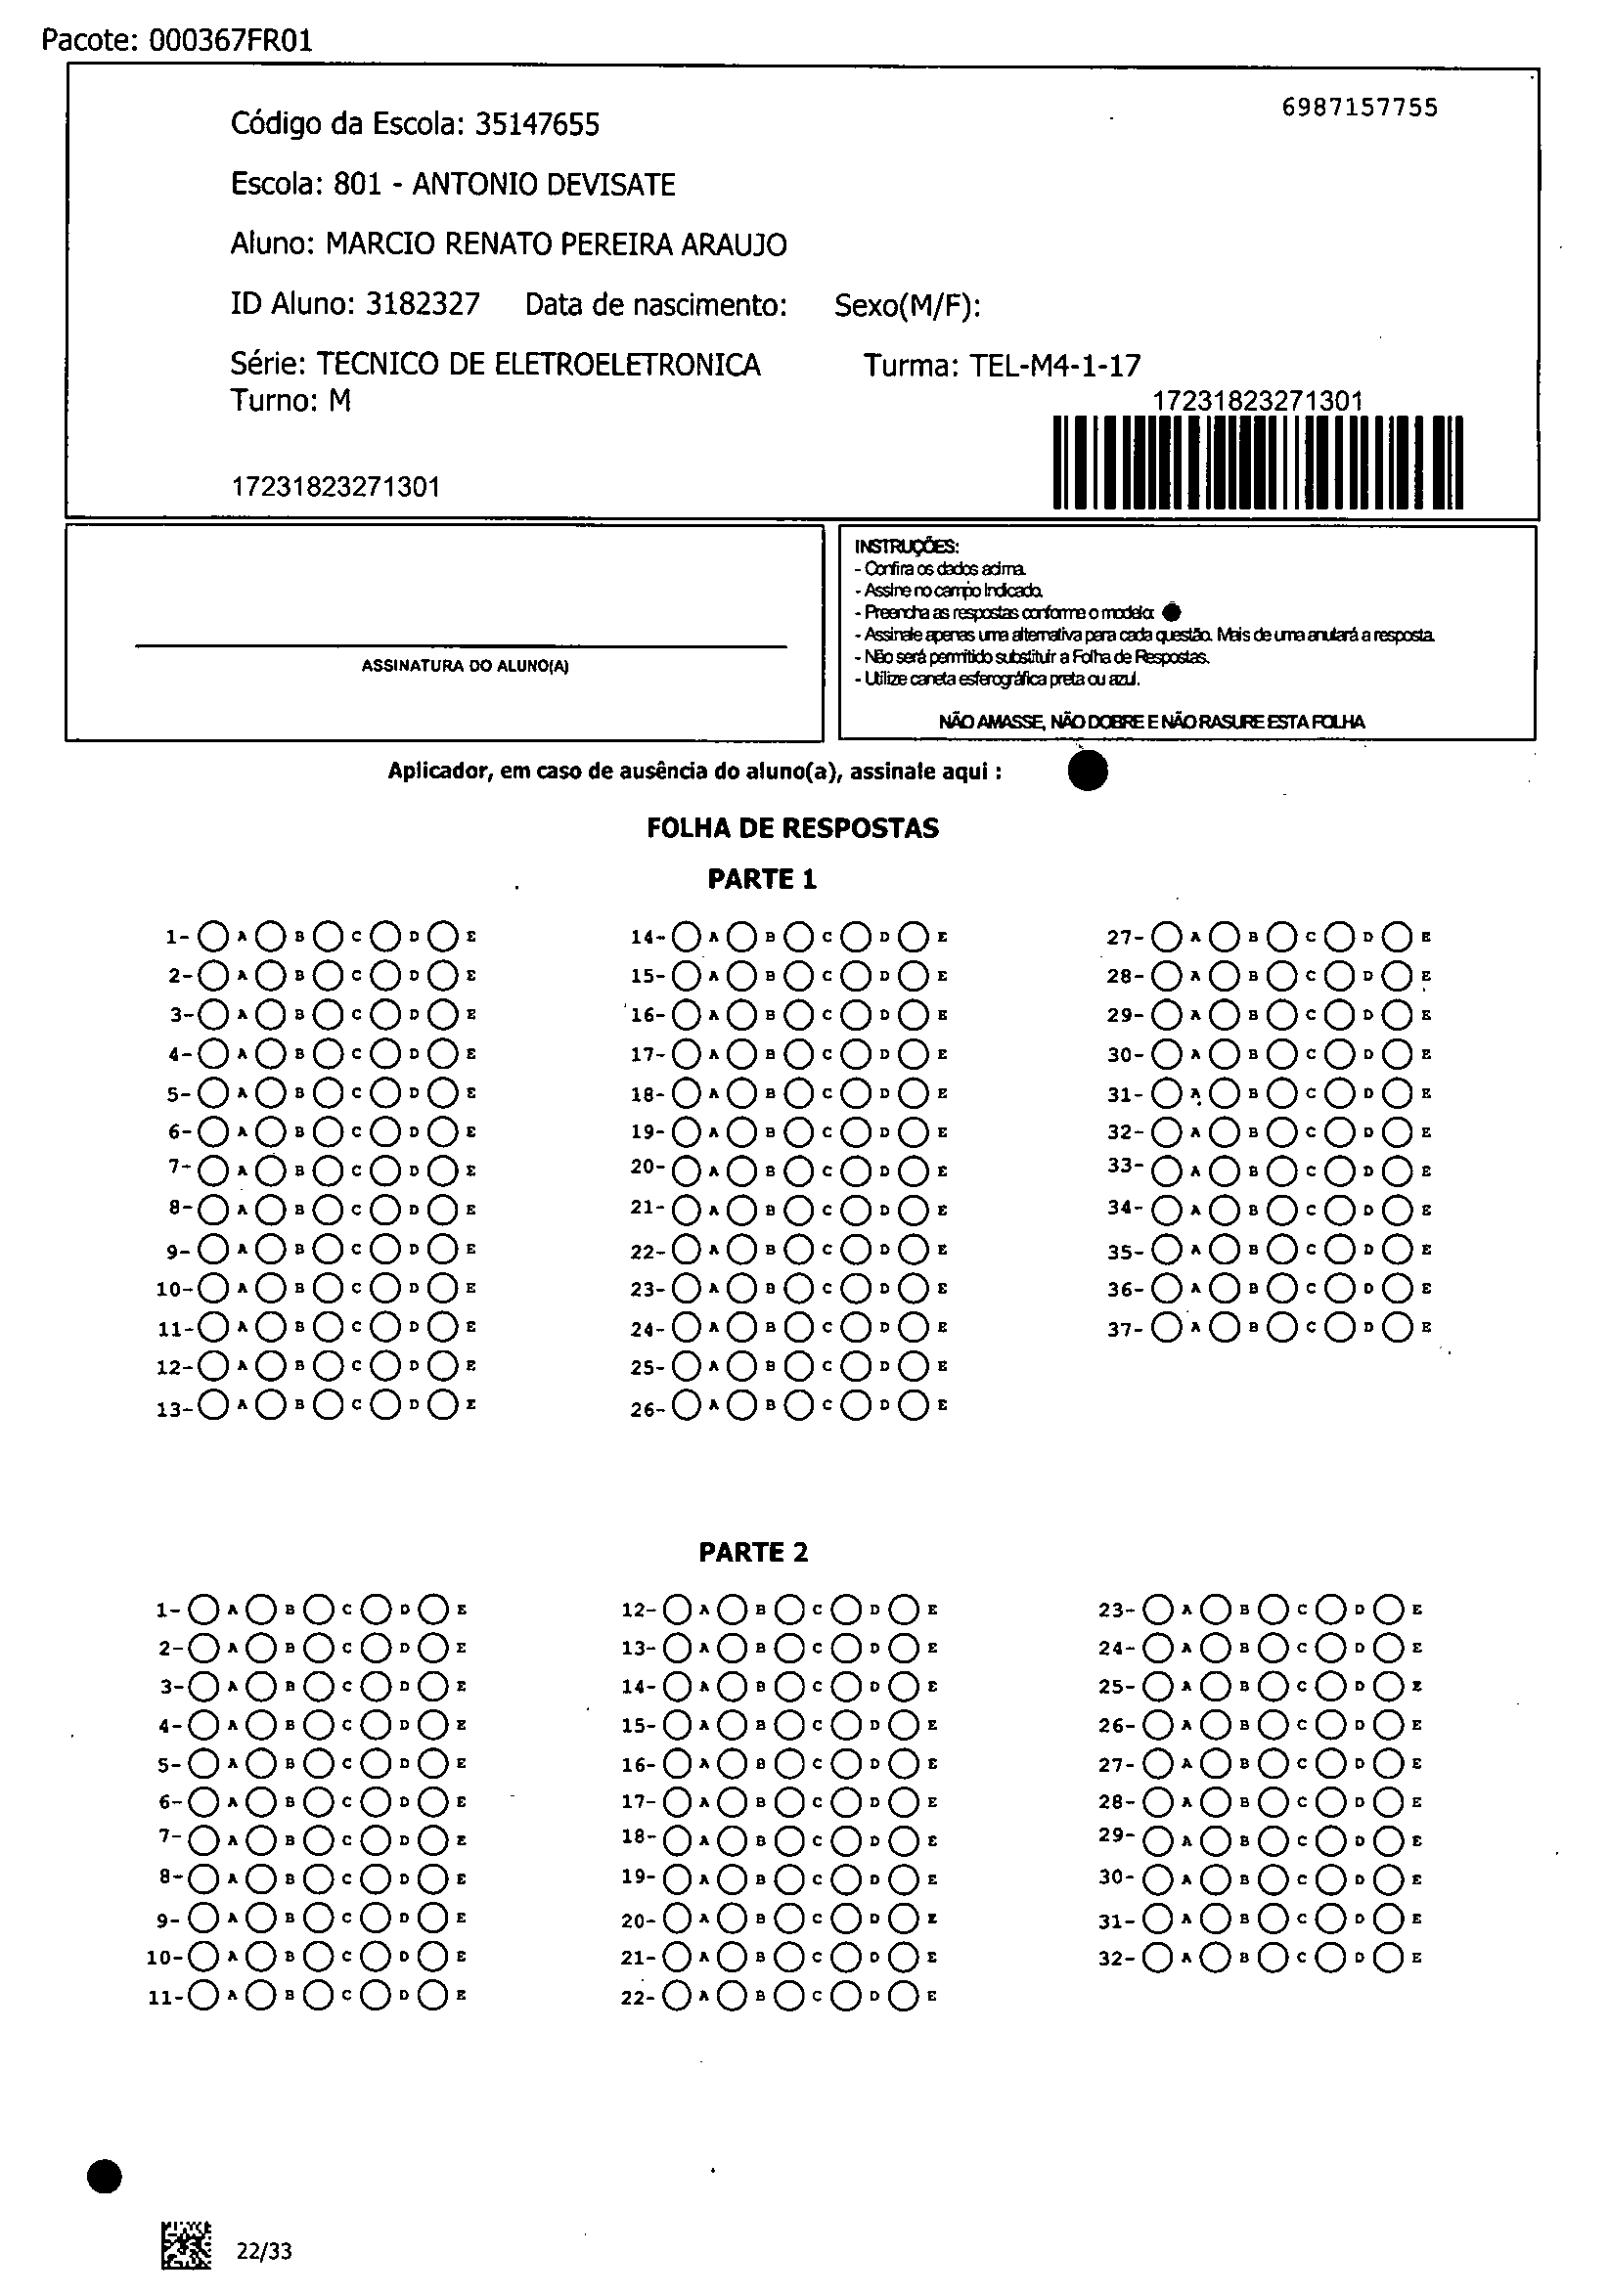 Pacote: 000367FR01
6987157755
Código da Escola: 35147655
Escola: 801 - ANTONIO DEVISATE
Aluno: MARCIO RENATO PEREIRA ARAUJO
ID Aluno: 3182327 Data de nascimento: Sexo(M/F):
Série: TECNICO DE ELETROELETRONICA Turma: TEL-M4-1-17
Turno: M
17231823271301
17231823271301
ASSINATURA DO ALUNO(A)
INSTRUÇÕES:
- Confira os dados acima.
- Assine no campo indicado.
- Preencha as respostas conforme o modelo:
- Assinale apenas uma alternativa para cada questão. Mais de uma anulará a resposta.
- Não será permitido substituir a Folha de Respostas.
- Utilize caneta esferográfica preta ou azul.
NÃO AMASSE, NÃO DOBRE E NÃO RASURE ESTA FOLHA
Aplicador, em caso de ausência do aluno(a), assinale aqui :
FOLHA DE RESPOSTAS
PARTE 1
1- A B C D E 14- A B C D E 27- A B C D E
2- A B C D E 15- A B C D E 28- A B C D E
3- A B C D E 16- A B C D E 29- A B C D E
4- A B C D E 17- A B C D E 30- A B C D E
5- A B C D E 18- A B C D E 31- A B C D E
6- A B C D E 19- A B C D E 32- A B C D E
7- A B C D E 20- A B C D E 33- A B C D E
8- A B C D E 21- A B C D E 34- A B C D E
9- A B C D E 22- A B C D E 35- A B C D E
10- A B C D E 23- A B C D E 36- A B C D E
11- A B C D E 24- A B C D E 37- A B C D E
12- A B C D E 25- A B C D E
13- A B C D E 26- A B C D E
PARTE 2
1- A B C D E 12- A B C D E 23- A B C D E
2- A B C D E 13- A B C D E 24- A B C D E
3- A B C D E 14- A B C D E 25- A B C D E
4- A B C D E 15- A B C D E 26- A B C D E
5- A B C D E 16- A B C D E 27- A B C D E
6- A B C D E 17- A B C D E 28- A B C D E
7- A B C D E 18- A B C D E 29- A B C D E
8- A B C D E 19- A B C D E 30- A B C D E
9- A B C D E 20- A B C D E 31- A B C D E
10- A B C D E 21- A B C D E 32- A B C D E
11- A B C D E 22- A B C D E
22/33